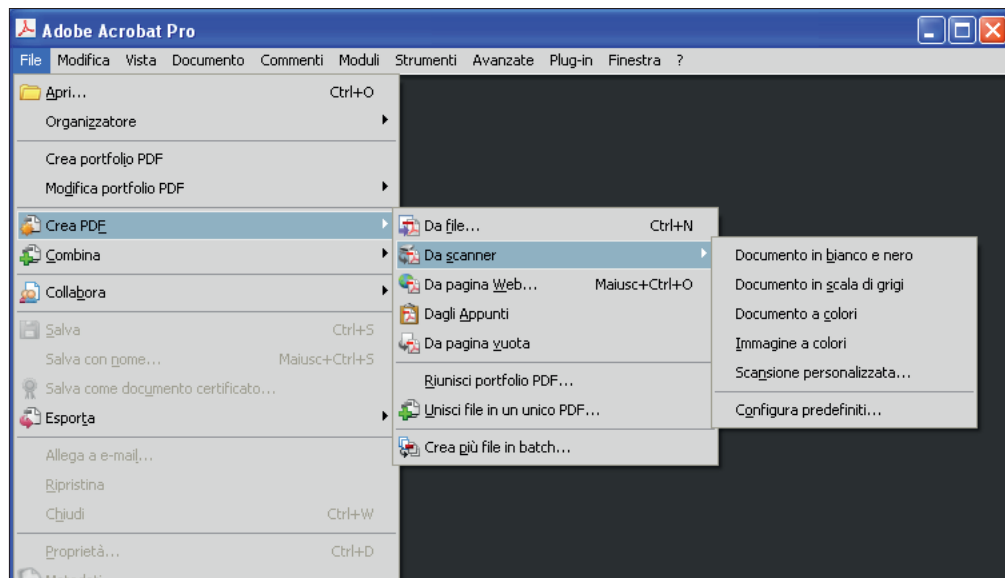 Adobe Acrobat Pro
File Modifica Vista Documento Commenti Moduli Strumenti Avanzate Plug-in Finestra ?
Apri... Ctrl+O
Organizzatore
Crea portfolio PDF
Modifica portfolio PDF
Crea PDF
Combina
Collabora
Salva Ctrl+S
Salva con nome... Maiusc+Ctrl+S
Salva come documento certificato...
Esporta
Allega a e-mail...
Ripristina
Chiudi Ctrl+W
Proprietà... Ctrl+D
Da file... Ctrl+N
Da scanner
Da pagina Web... Maiusc+Ctrl+O
Dagli Appunti
Da pagina vuota
Riunisci portfolio PDF...
Unisci file in un unico PDF...
Crea più file in batch...
Documento in bianco e nero
Documento in scala di grigi
Documento a colori
Immagine a colori
Scansione personalizzata...
Configura predefiniti...